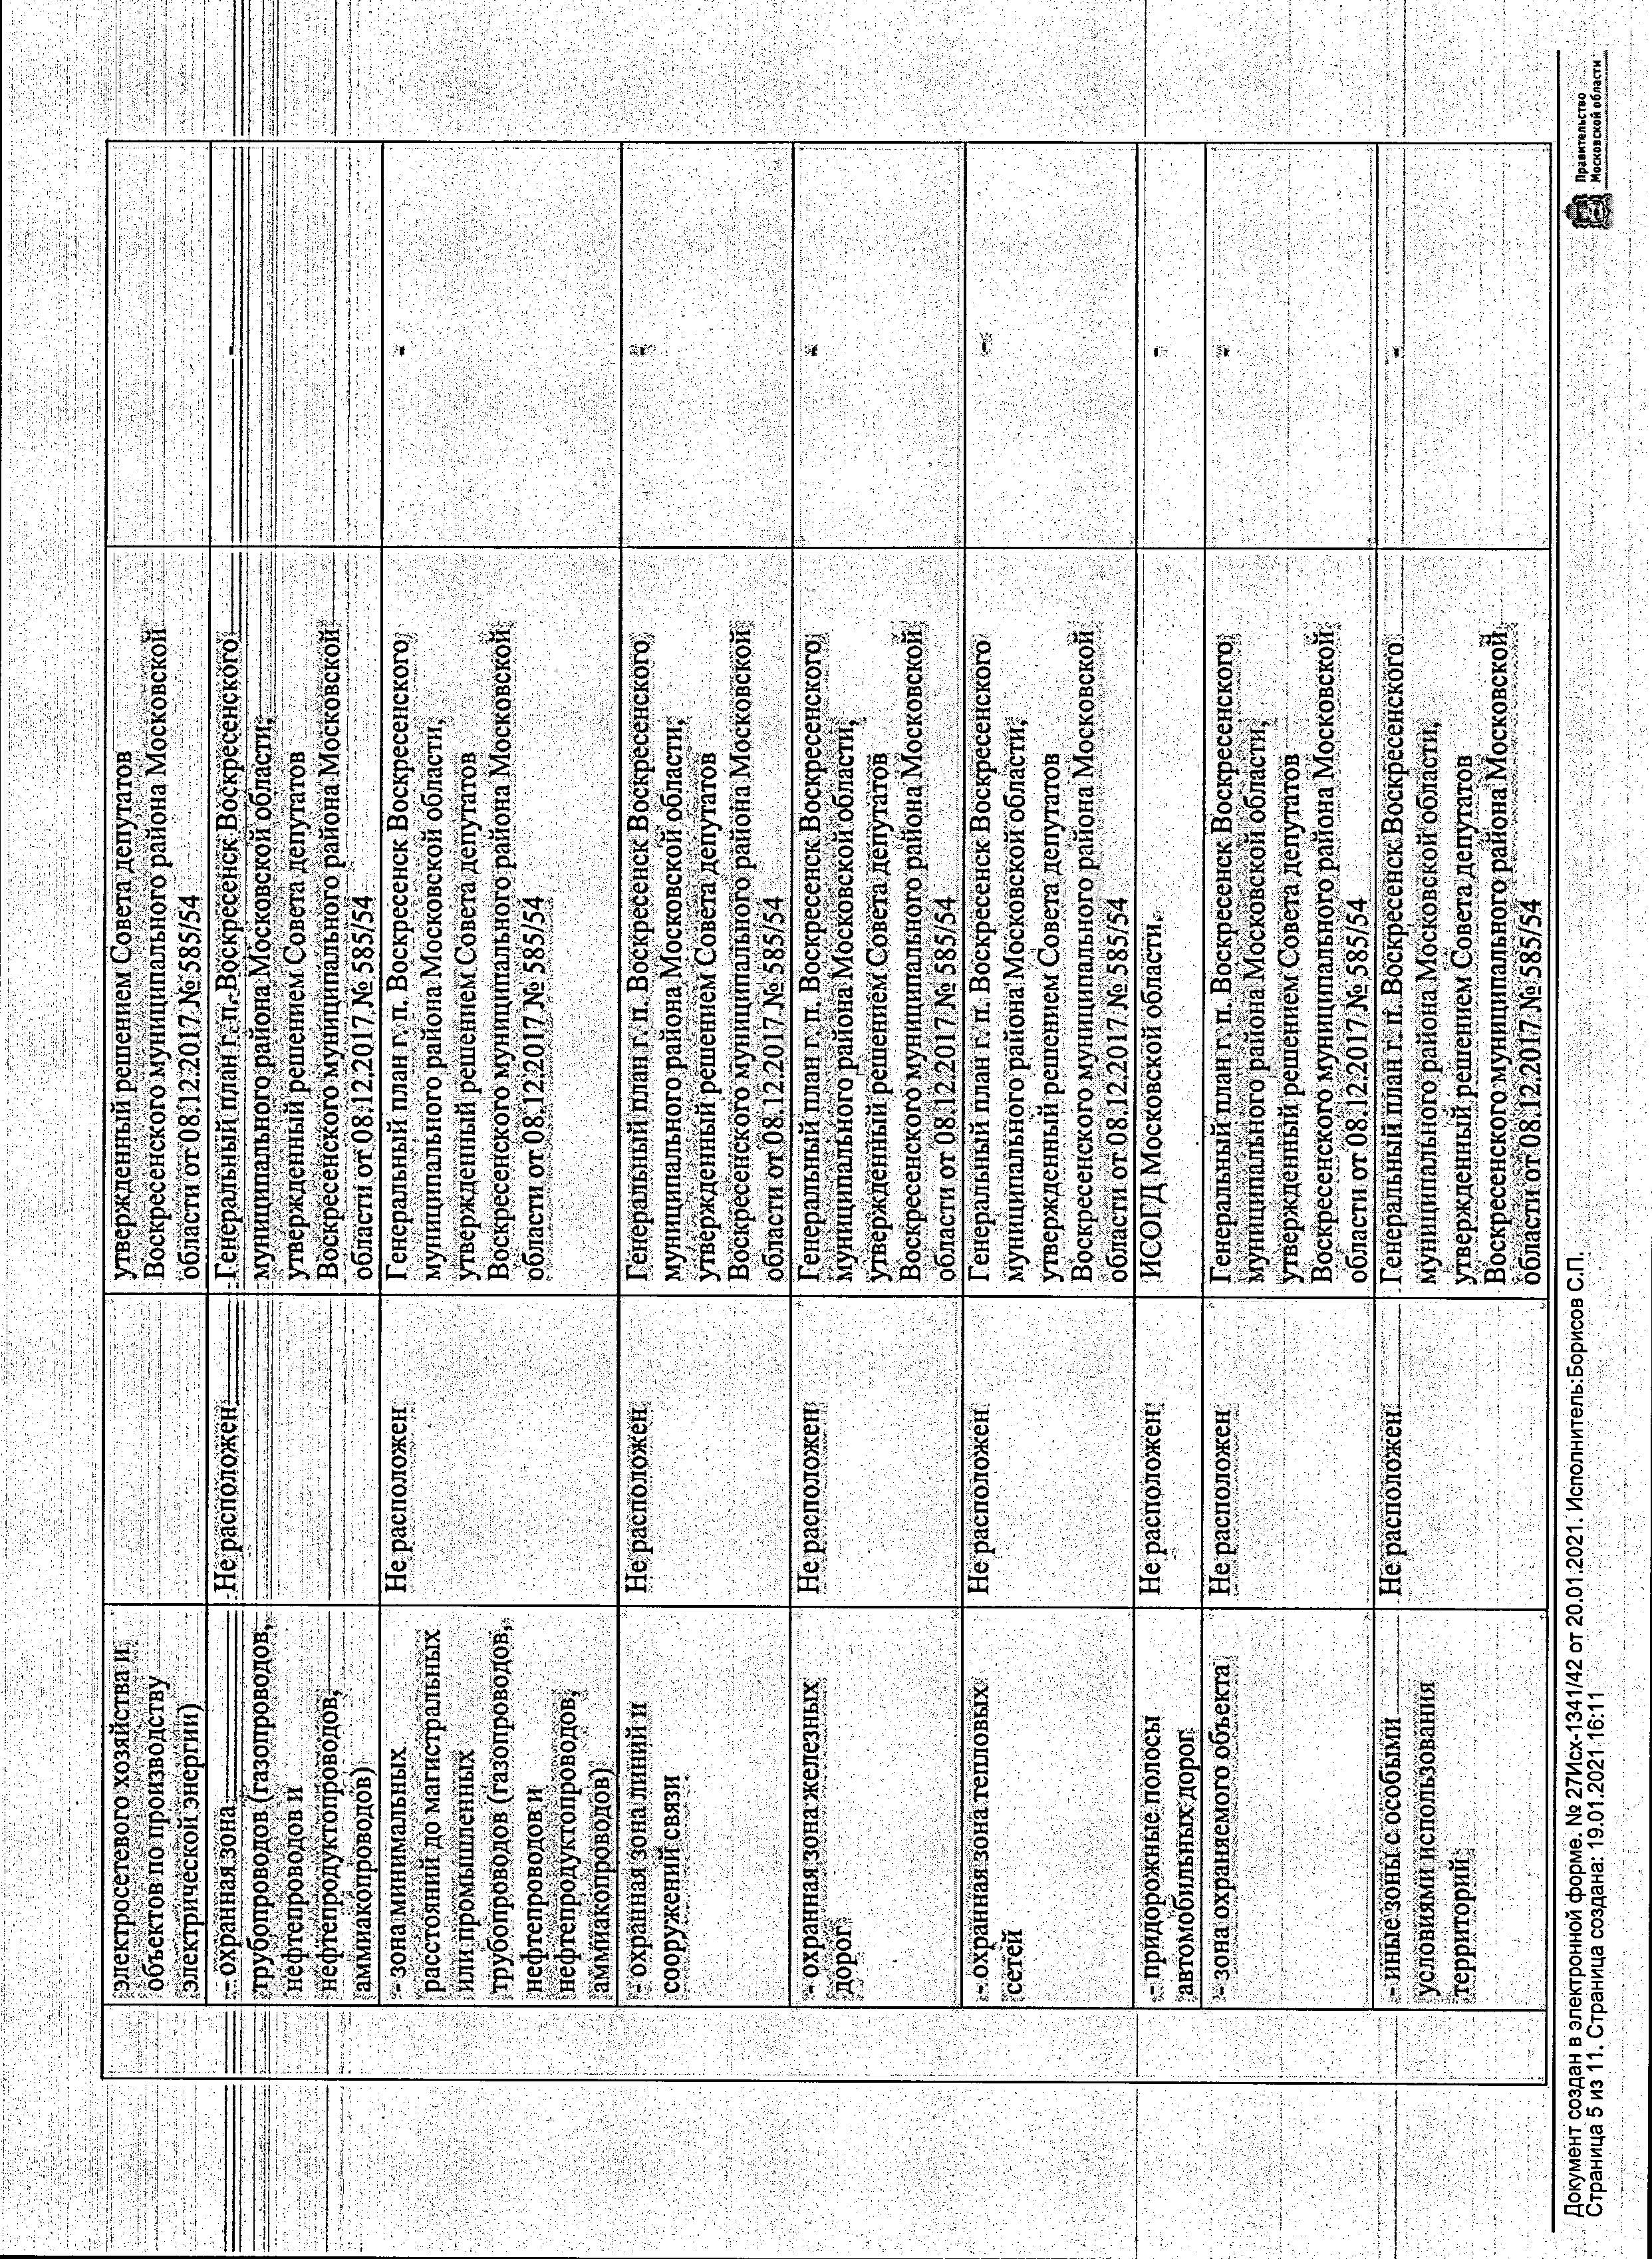 электросетевого хозяйства и
объектов по производству
электрической энергии)
утвержденный решением Совета депутатов
Воскресенского муниципального района Московской
области от 08.12.2017 № 585/54
- охранная зона
трубопроводов (газопроводов,
нефтепроводов и
нефтепродуктопроводов,
аммиакопроводов)
Не расположен
Генеральный план г. п. Воскресенск Воскресенского
муниципального района Московской области,
утвержденный решением Совета депутатов
Воскресенского муниципального района Московской
области от 08.12.2017 № 585/54
-
- зона минимальных
расстояний до магистральных
или промышленных
трубопроводов (газопроводов,
нефтепроводов и
нефтепродуктопроводов,
аммиакопроводов)
Не расположен
Генеральный план г. п. Воскресенск Воскресенского
муниципального района Московской области,
утвержденный решением Совета депутатов
Воскресенского муниципального района Московской
области от 08.12.2017 № 585/54
-
- охранная зона линий и
сооружений связи
Не расположен
Генеральный план г. п. Воскресенск Воскресенского
муниципального района Московской области,
утвержденный решением Совета депутатов
Воскресенского муниципального района Московской
области от 08.12.2017 № 585/54
-
- охранная зона железных
дорог
Не расположен
Генеральный план г. п. Воскресенск Воскресенского
муниципального района Московской области,
утвержденный решением Совета депутатов
Воскресенского муниципального района Московской
области от 08.12.2017 № 585/54
-
- охранная зона тепловых
сетей
Не расположен
Генеральный план г. п. Воскресенск Воскресенского
муниципального района Московской области,
утвержденный решением Совета депутатов
Воскресенского муниципального района Московской
области от 08.12.2017 № 585/54
-
- придорожные полосы
автомобильных дорог
Не расположен
ИСОГД Московской области.
-
- зона охраняемого объекта
Не расположен
Генеральный план г. п. Воскресенск Воскресенского
муниципального района Московской области,
утвержденный решением Совета депутатов
Воскресенского муниципального района Московской
области от 08.12.2017 № 585/54
-
- иные зоны с особыми
условиями использования
территорий
Не расположен
Генеральный план г. п. Воскресенск Воскресенского
муниципального района Московской области,
утвержденный решением Совета депутатов
Воскресенского муниципального района Московской
области от 08.12.2017 № 585/54
-
Документ создан в электронной форме. № 27Исх-1341/42 от 20.01.2021. Исполнитель:Борисов С.П.
Страница 5 из 11. Страница создана: 19.01.2021 16:11
Правительство
Московской области